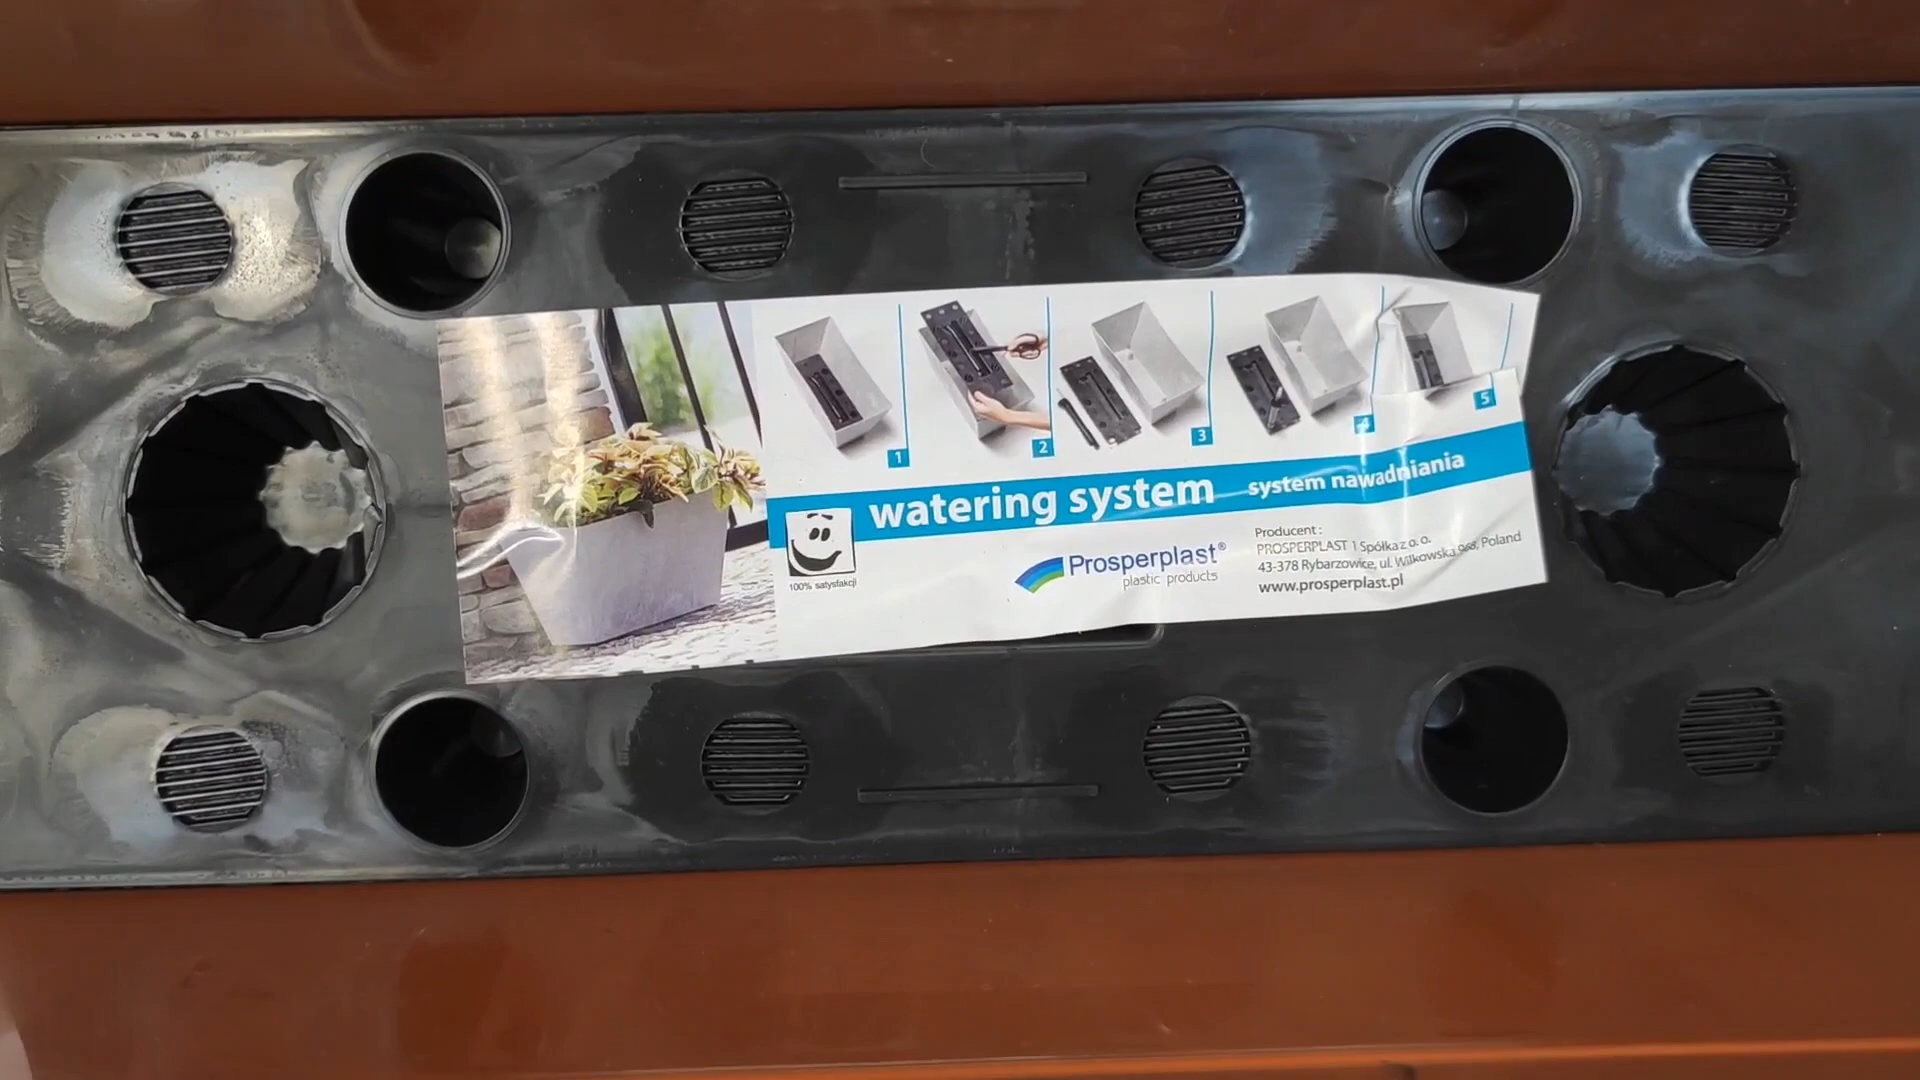 1
2
3
4
5
watering system system nawadniania
100% satysfakcji
Prosperplast®
plastic products
Producent :
PROSPERPLAST 1 Spółka z o. o.
43-378 Rybarzowice, ul. Wilkowska Poland
www.prosperplast.pl